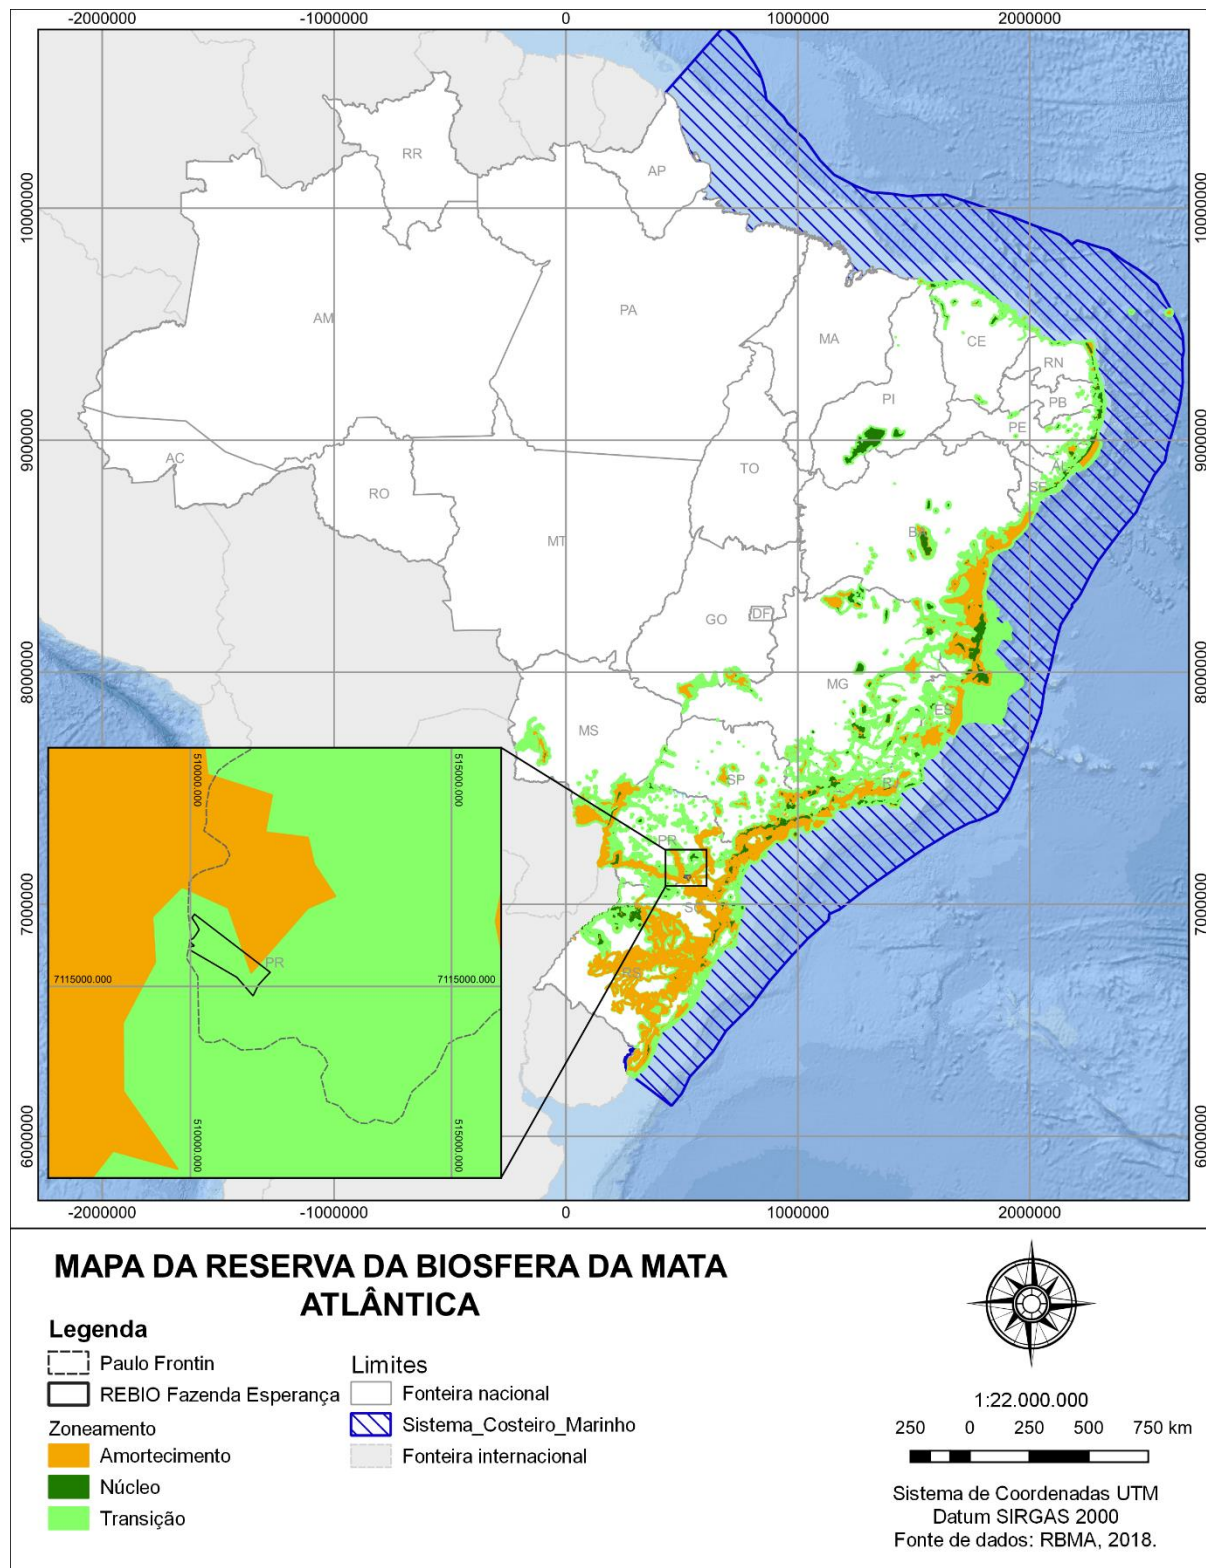 -2000000 -1000000 0 1000000 2000000
10000000 10000000
9000000 9000000
8000000 8000000
7000000 7000000
6000000 6000000
RR
AP
AM
PA
MA
CE
RN
PB
PI
PE
AL
SE
AC
RO
TO
MT
GO
DF
MG
ES
MS
SP
PR
510000.000 515000.000
PR
7115000.000 7115000.000
510000.000 515000.000
-2000000 -1000000 0 1000000 2000000
MAPA DA RESERVA DA BIOSFERA DA MATA
ATLÂNTICA
Legenda
Paulo Frontin
REBIO Fazenda Esperança
Zoneamento
Amortecimento
Núcleo
Transição
Limites
Fonteira nacional
Sistema_Costeiro_Marinho
Fonteira internacional
1:22.000.000
250 0 250 500 750 km
Sistema de Coordenadas UTM
Datum SIRGAS 2000
Fonte de dados: RBMA, 2018.